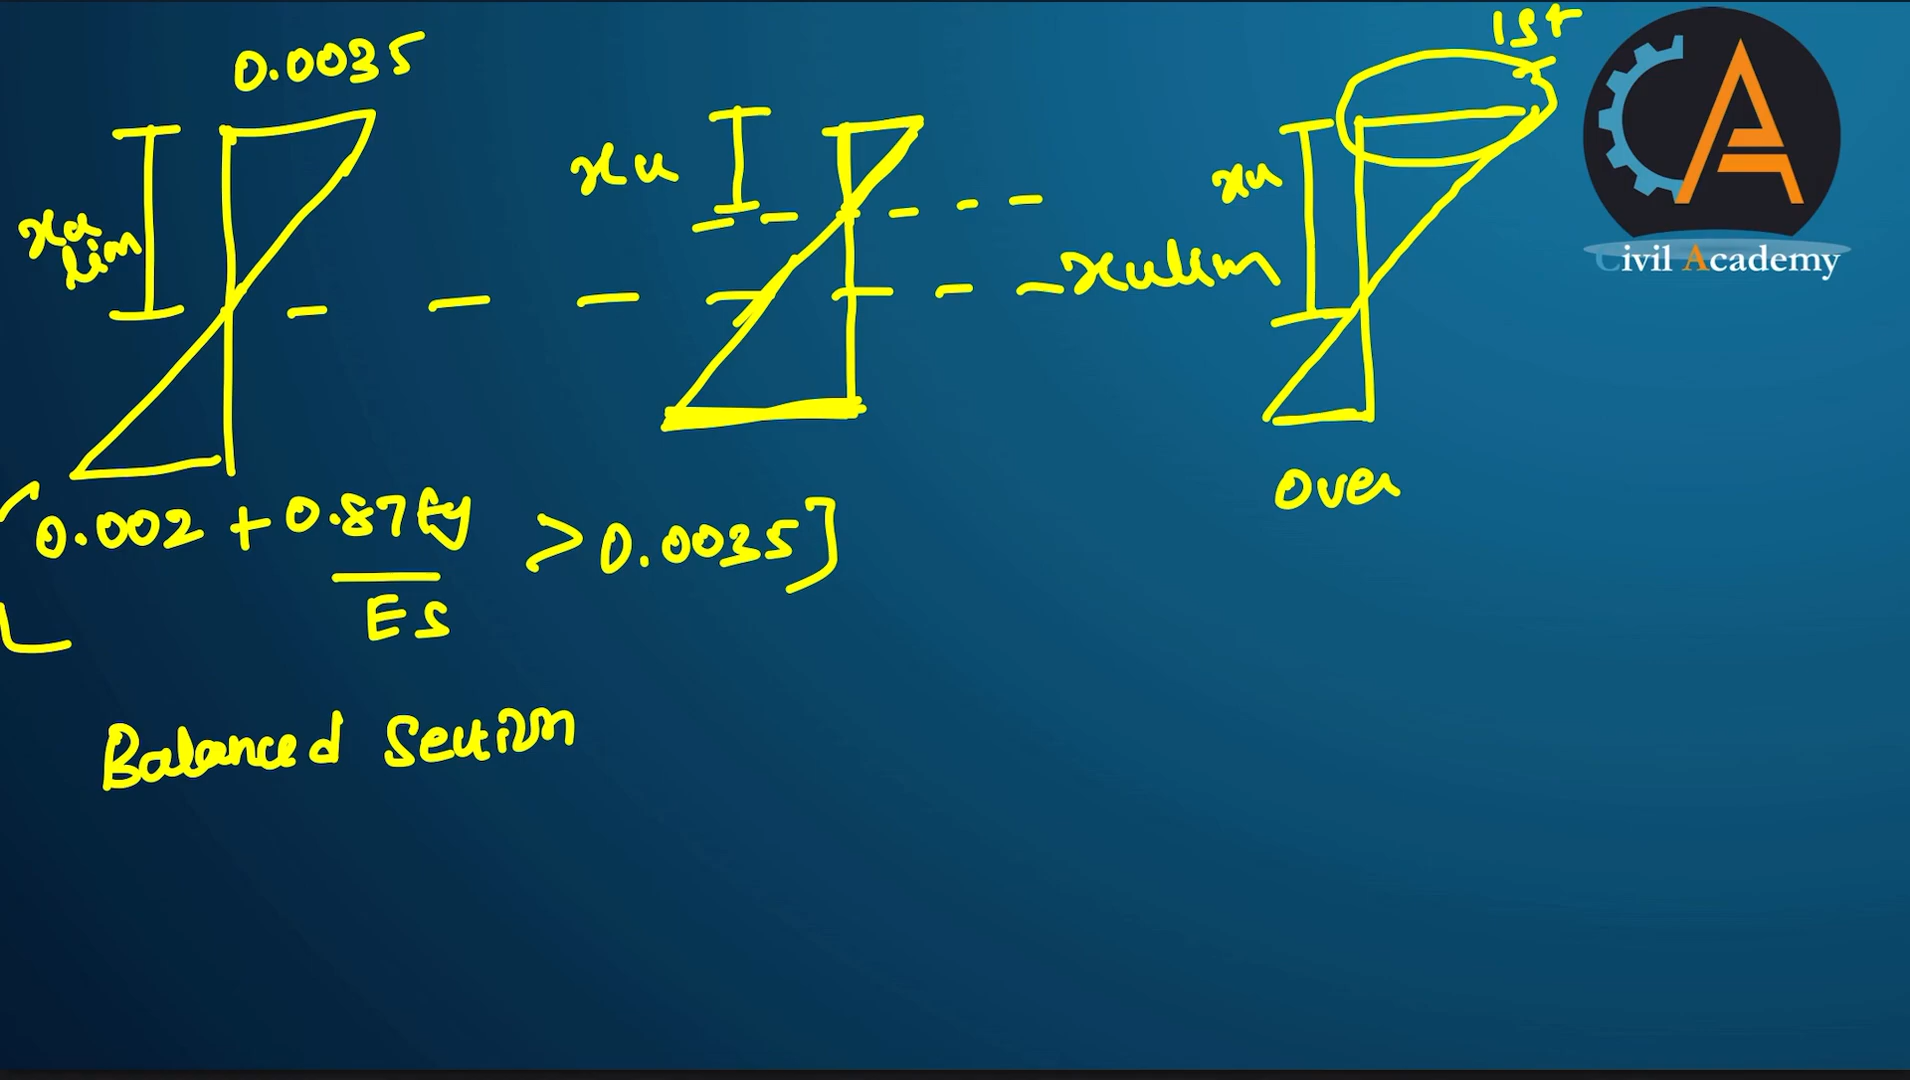 0.0035
1st
xu
xu
xu
lim
xulim
Civil Academy
0.002 + 0.87fy > 0.0035]
Es
Over
Balanced Section